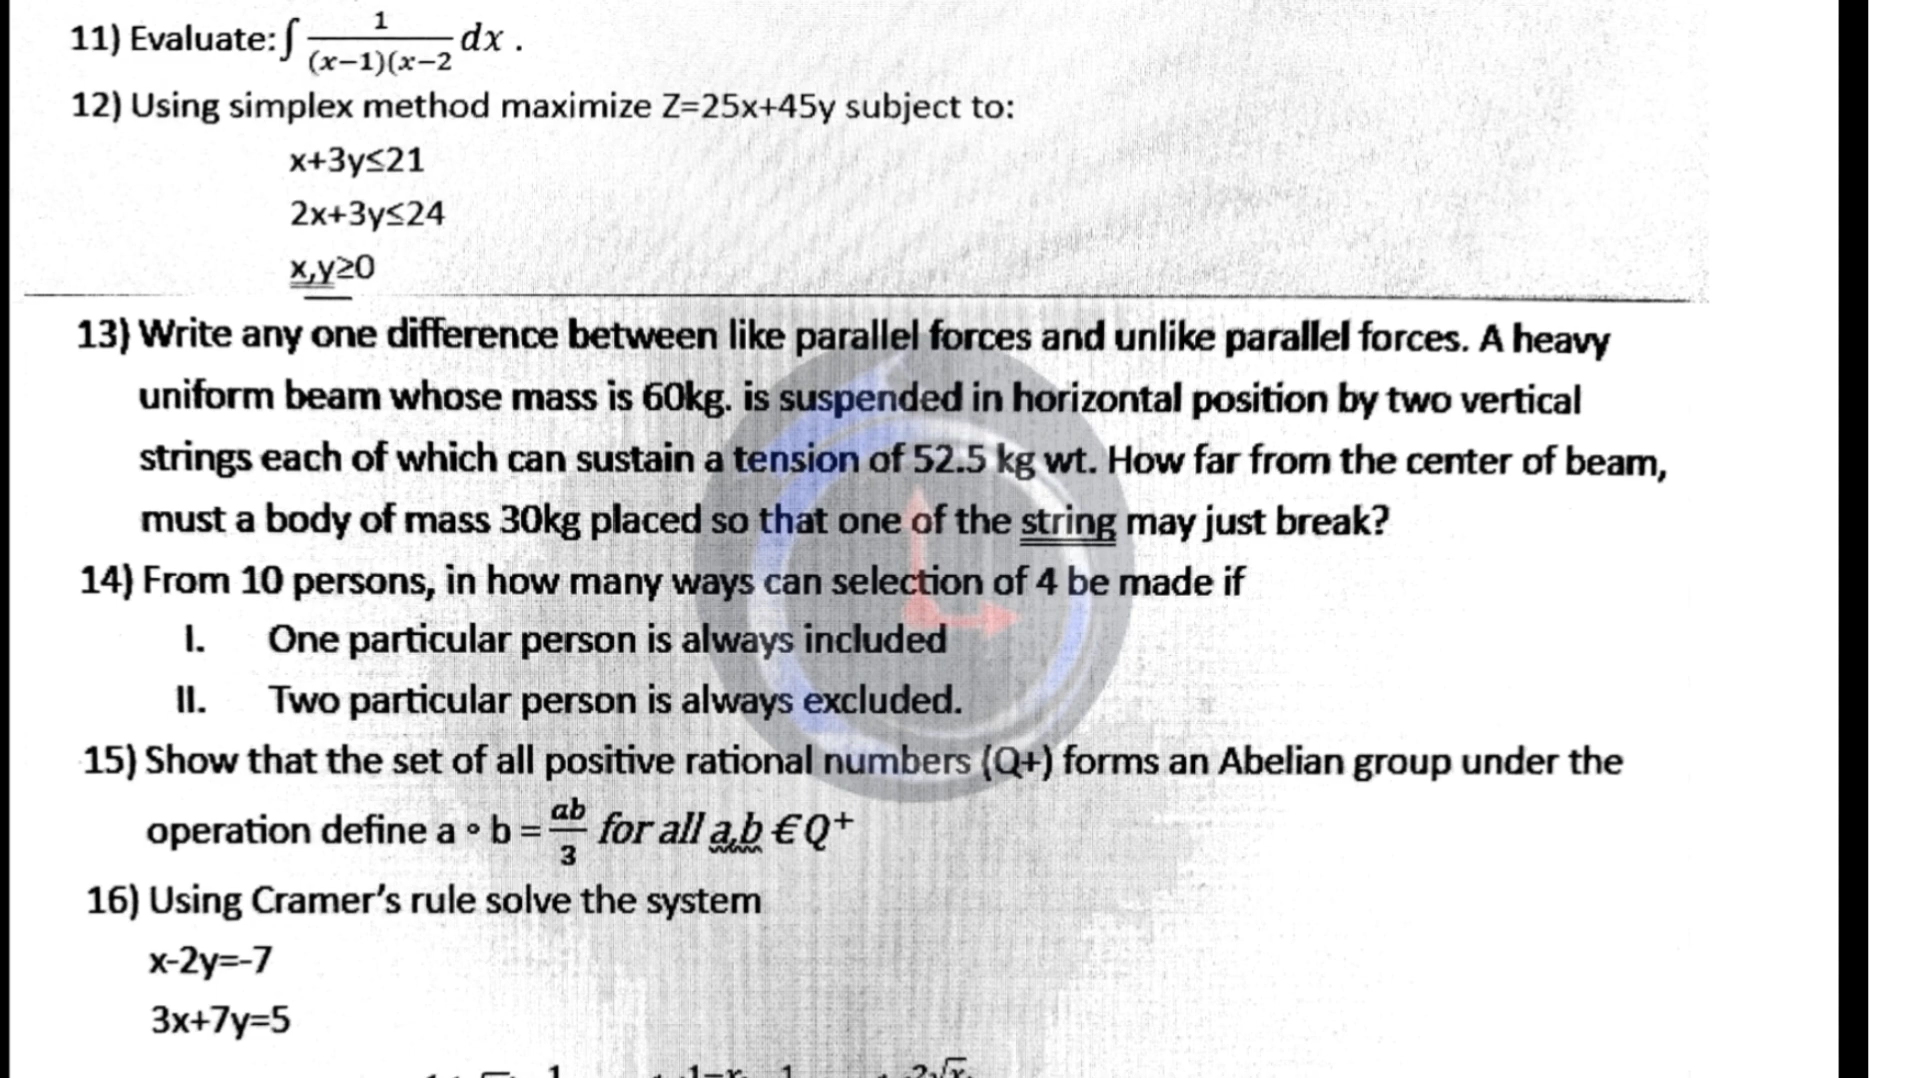 11) Evaluate: ∫ 1/(x−1)(x−2 dx .
12) Using simplex method maximize Z=25x+45y subject to:
x+3y≤21
2x+3y≤24
x,y≥0
13) Write any one difference between like parallel forces and unlike parallel forces. A heavy
uniform beam whose mass is 60kg. is suspended in horizontal position by two vertical
strings each of which can sustain a tension of 52.5 kg wt. How far from the center of beam,
must a body of mass 30kg placed so that one of the string may just break?
14) From 10 persons, in how many ways can selection of 4 be made if
I. One particular person is always included
II. Two particular person is always excluded.
15) Show that the set of all positive rational numbers (Q+) forms an Abelian group under the
operation define a ∘ b = ab/3 for all a,b € Q⁺
16) Using Cramer's rule solve the system
x-2y=-7
3x+7y=5